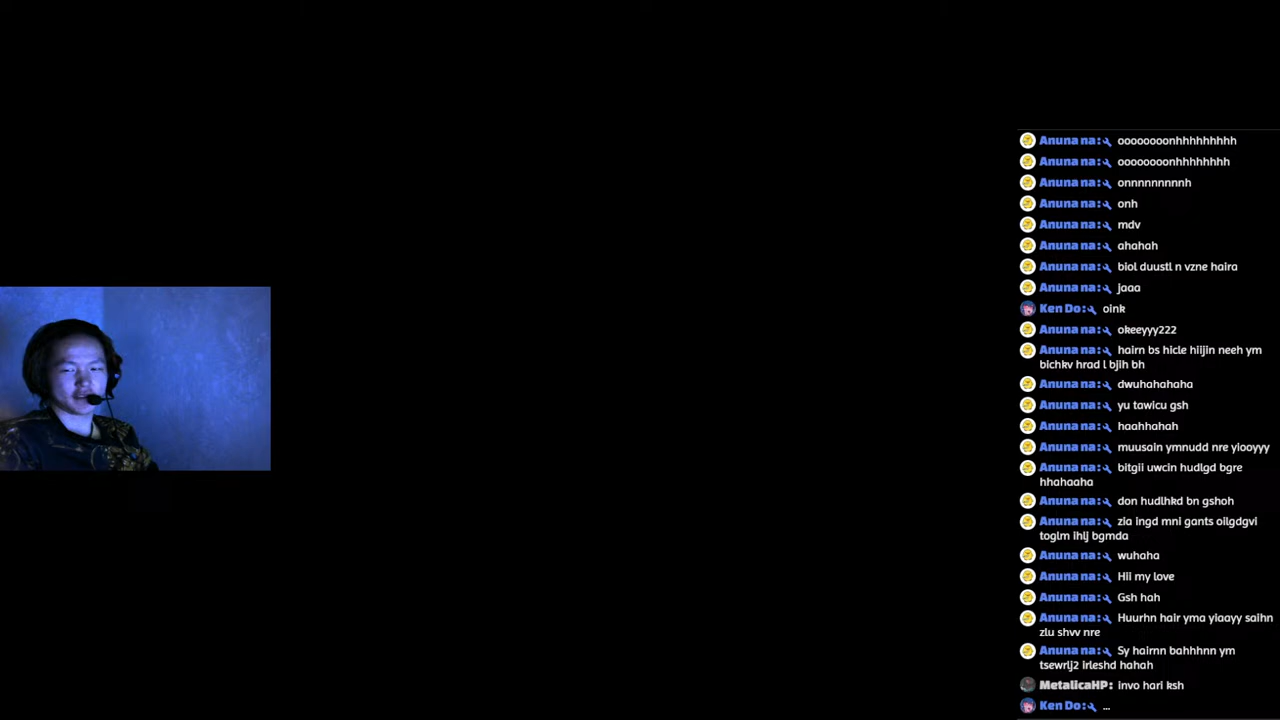 Anuna na: oooooooonhhhhhhhhh
Anuna na: oooooooonhhhhhhhh
Anuna na: onnnnnnnnnh
Anuna na: onh
Anuna na: mdv
Anuna na: ahahah
Anuna na: biol duustl n vzne haira
Anuna na: jaaa
Ken Do: oink
Anuna na: okeeyyy222
Anuna na: hairn bs hicle hiijin neeh ym
bichkv hrad l bjih bh
Anuna na: dwuhahahaha
Anuna na: yu tawicu gsh
Anuna na: haahhahah
Anuna na: muusain ymnudd nre ylooyyy
Anuna na: bitgii uwcin hudlgd bgre
hhahaaha
Anuna na: don hudlhkd bn gshoh
Anuna na: zia ingd mni gants oilgdgvi
toglm ihlj bgmda
Anuna na: wuhaha
Anuna na: Hii my love
Anuna na: Gsh hah
Anuna na: Huurhn hair yma yiaayy saihn
zlu shvv nre
Anuna na: Sy hairnn bahhhnn ym
tsewrlj2 irleshd hahah
MetalicaHP: invo hari ksh
Ken Do: ...